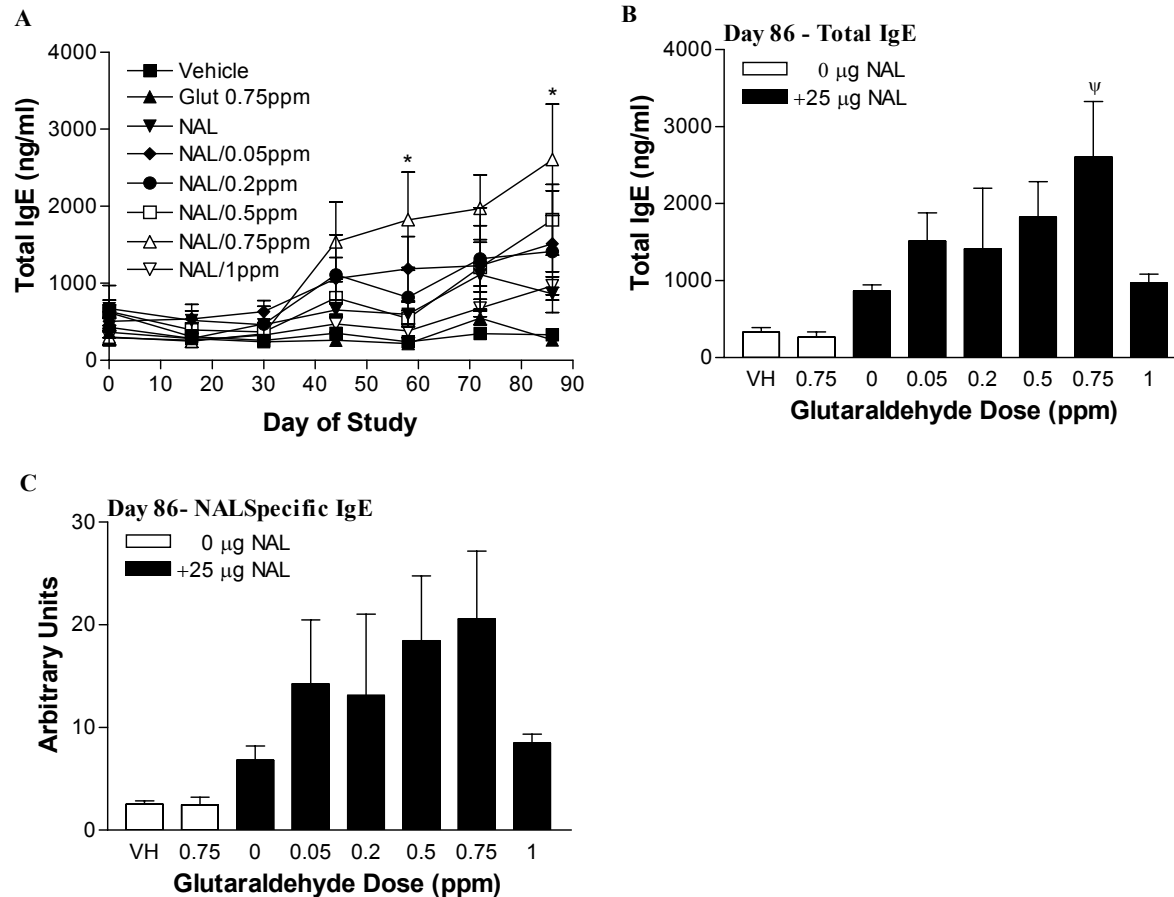 A
4000
3000
2000
1000
0
Total IgE (ng/ml)
Vehicle
Glut 0.75ppm
NAL
NAL/0.05ppm
NAL/0.2ppm
NAL/0.5ppm
NAL/0.75ppm
NAL/1ppm
*
*
0 10 20 30 40 50 60 70 80 90
Day of Study
B
Day 86 - Total IgE
0 μg NAL
+25 μg NAL
4000
3000
2000
1000
0
Total IgE (ng/ml)
ψ
VH 0.75 0 0.05 0.2 0.5 0.75 1
Glutaraldehyde Dose (ppm)
C
Day 86- NALSpecific IgE
0 μg NAL
+25 μg NAL
30
20
10
0
Arbitrary Units
VH 0.75 0 0.05 0.2 0.5 0.75 1
Glutaraldehyde Dose (ppm)